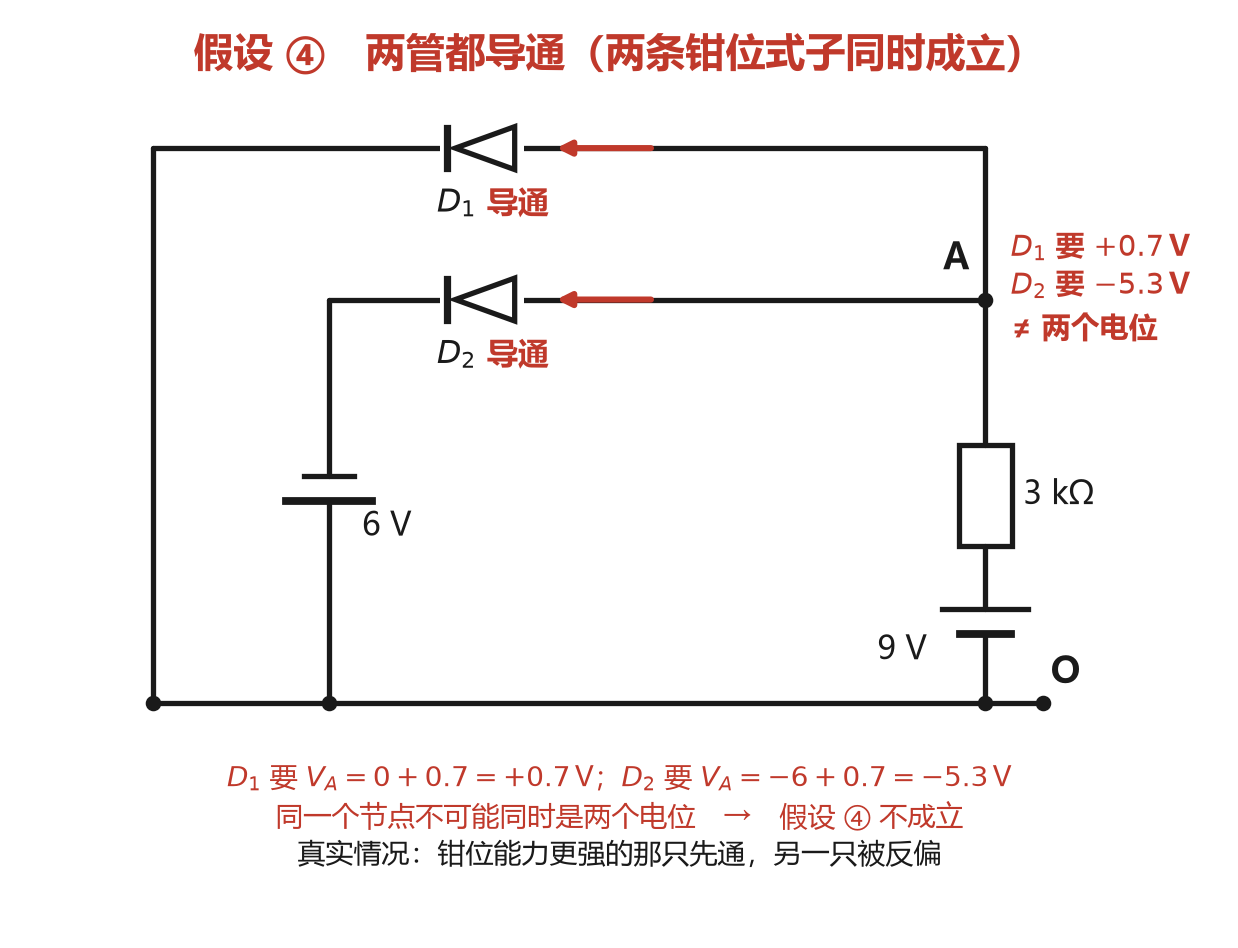 假设 ④ 两管都导通（两条钳位式子同时成立）
D₁ 导通
A
D₁ 要 +0.7 V
D₂ 要 −5.3 V
≠ 两个电位
D₂ 导通
3 kΩ
6 V
9 V
O
D₁ 要 V_A = 0 + 0.7 = +0.7 V；D₂ 要 V_A = −6 + 0.7 = −5.3 V
同一个节点不可能同时是两个电位 → 假设 ④ 不成立
真实情况：钳位能力更强的那只先通，另一只被反偏